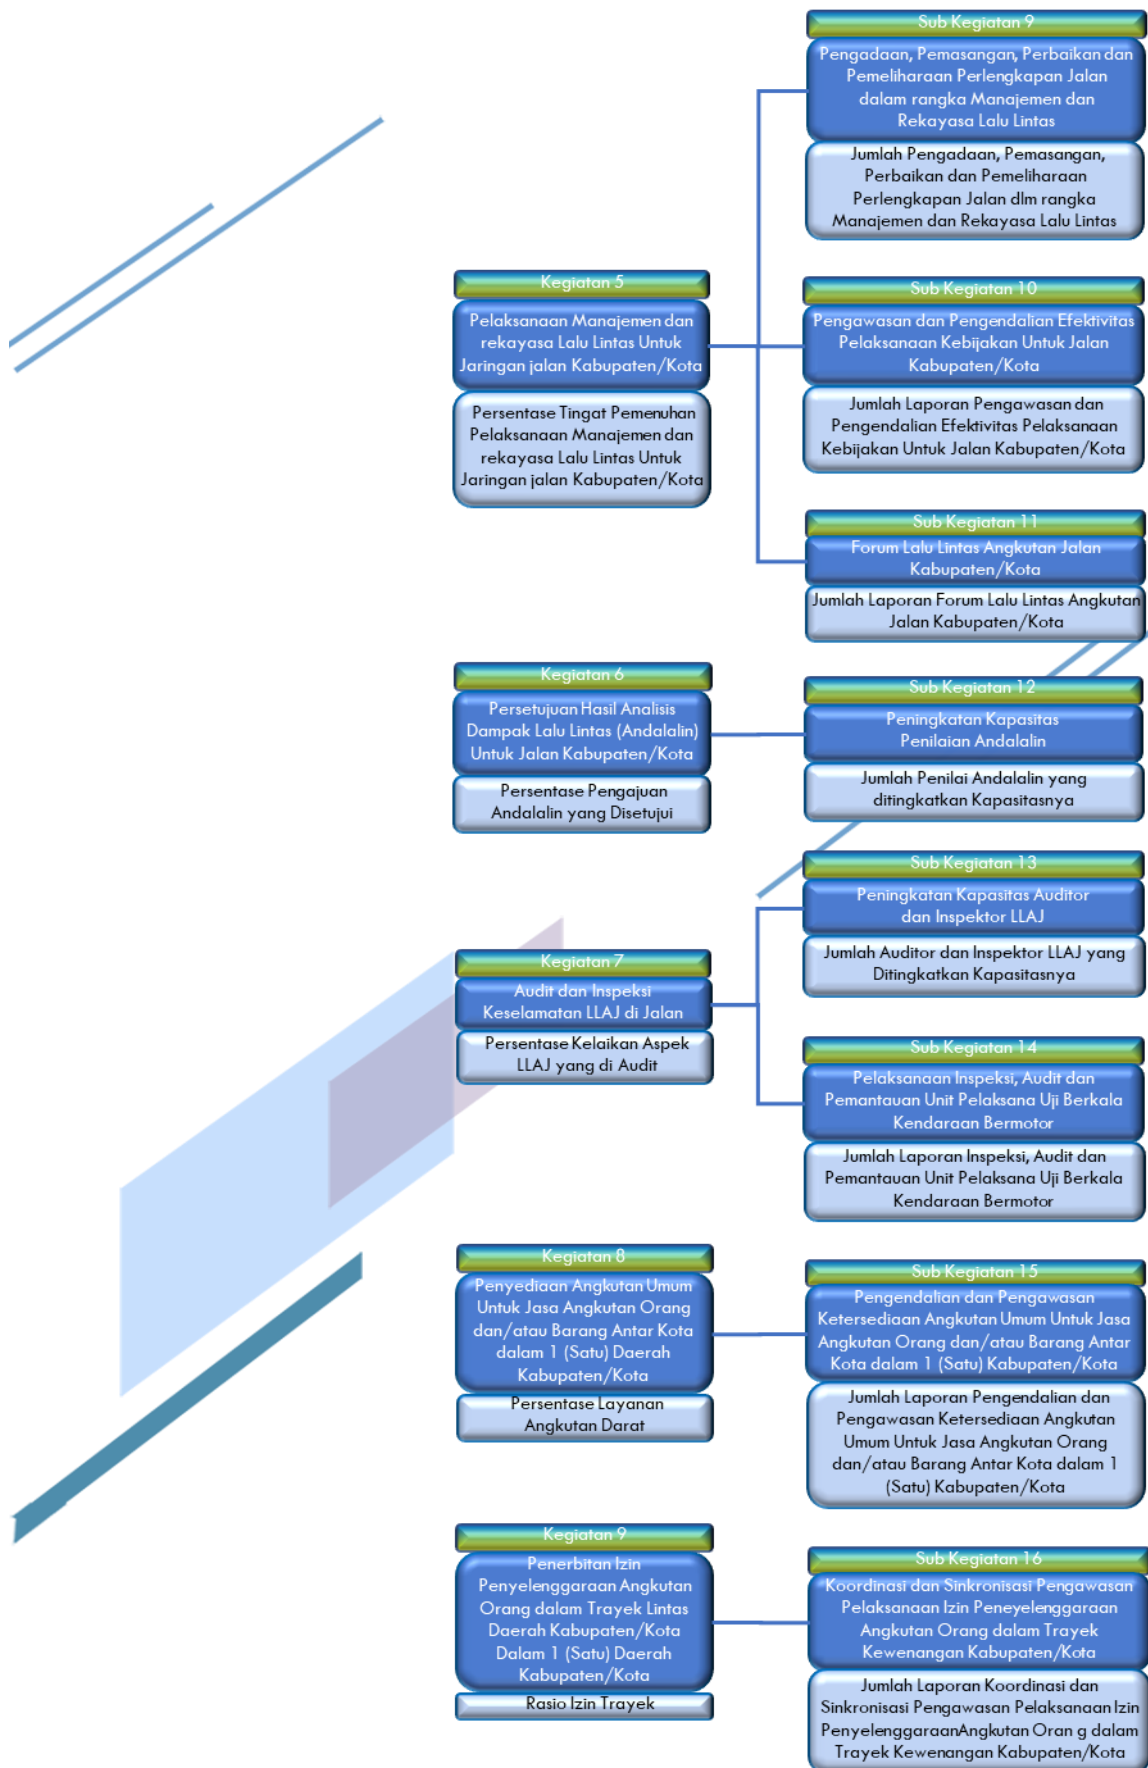 Sub Kegiatan 9
Pengadaan, Pemasangan, Perbaikan dan
Pemeliharaan Perlengkapan Jalan
dalam rangka Manajemen dan
Rekayasa Lalu Lintas
Jumlah Pengadaan, Pemasangan,
Perbaikan dan Pemeliharaan
Perlengkapan Jalan dlm rangka
Manajemen dan Rekayasa Lalu Lintas
Kegiatan 5
Pelaksanaan Manajemen dan
rekayasa Lalu Lintas Untuk
Jaringan jalan Kabupaten/Kota
Persentase Tingat Pemenuhan
Pelaksanaan Manajemen dan
rekayasa Lalu Lintas Untuk
Jaringan jalan Kabupaten/Kota
Sub Kegiatan 10
Pengawasan dan Pengendalian Efektivitas
Pelaksanaan Kebijakan Untuk Jalan
Kabupaten/Kota
Jumlah Laporan Pengawasan dan
Pengendalian Efektivitas Pelaksanaan
Kebijakan Untuk Jalan Kabupaten/Kota
Sub Kegiatan 11
Forum Lalu Lintas Angkutan Jalan
Kabupaten/Kota
Jumlah Laporan Forum Lalu Lintas Angkutan
Jalan Kabupaten/Kota
Kegiatan 6
Persetujuan Hasil Analisis
Dampak Lalu Lintas (Andalalin)
Untuk Jalan Kabupaten/Kota
Persentase Pengajuan
Andalalin yang Disetujui
Sub Kegiatan 12
Peningkatan Kapasitas
Penilaian Andalalin
Jumlah Penilai Andalalin yang
ditingkatkan Kapasitasnya
Kegiatan 7
Audit dan Inspeksi
Keselamatan LLAJ di Jalan
Persentase Kelaikan Aspek
LLAJ yang di Audit
Sub Kegiatan 13
Peningkatan Kapasitas Auditor
dan Inspektor LLAJ
Jumlah Auditor dan Inspektor LLAJ yang
Ditingkatkan Kapasitasnya
Sub Kegiatan 14
Pelaksanaan Inspeksi, Audit dan
Pemantauan Unit Pelaksana Uji Berkala
Kendaraan Bermotor
Jumlah Laporan Inspeksi, Audit dan
Pemantauan Unit Pelaksana Uji Berkala
Kendaraan Bermotor
Kegiatan 8
Penyediaan Angkutan Umum
Untuk Jasa Angkutan Orang
dan/atau Barang Antar Kota
dalam 1 (Satu) Daerah
Kabupaten/Kota
Persentase Layanan
Angkutan Darat
Sub Kegiatan 15
Pengendalian dan Pengawasan
Ketersediaan Angkutan Umum Untuk Jasa
Angkutan Orang dan/atau Barang Antar
Kota dalam 1 (Satu) Kabupaten/Kota
Jumlah Laporan Pengendalian dan
Pengawasan Ketersediaan Angkutan
Umum Untuk Jasa Angkutan Orang
dan/atau Barang Antar Kota dalam 1
(Satu) Kabupaten/Kota
Kegiatan 9
Penerbitan Izin
Penyelenggaraan Angkutan
Orang dalam Trayek Lintas
Daerah Kabupaten/Kota
Dalam 1 (Satu) Daerah
Kabupaten/Kota
Rasio Izin Trayek
Sub Kegiatan 16
Koordinasi dan Sinkronisasi Pengawasan
Pelaksanaan Izin Peneyelenggaraan
Angkutan Orang dalam Trayek
Kewenangan Kabupaten/Kota
Jumlah Laporan Koordinasi dan
Sinkronisasi Pengawasan Pelaksanaan Izin
PenyelenggaraanAngkutan Oran g dalam
Trayek Kewenangan Kabupaten/Kota